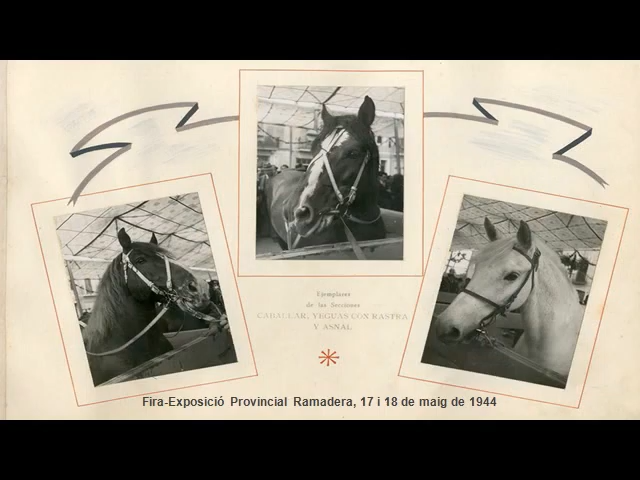 Ejemplares
de las Secciones
CABALLAR, YEGUAS CON RASTRA
Y ASNAL
Fira-Exposició Provincial Ramadera, 17 i 18 de maig de 1944